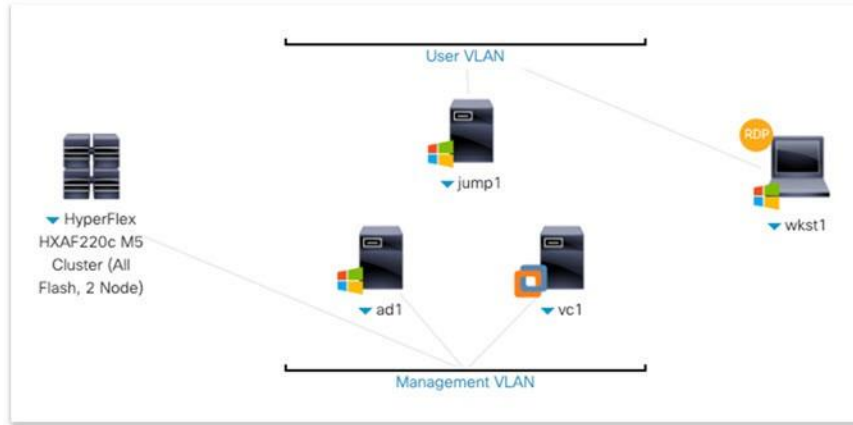 User VLAN
RDP
jump1
wkst1
HyperFlex
HXAF220c M5
Cluster (All
Flash, 2 Node)
ad1
vc1
Management VLAN